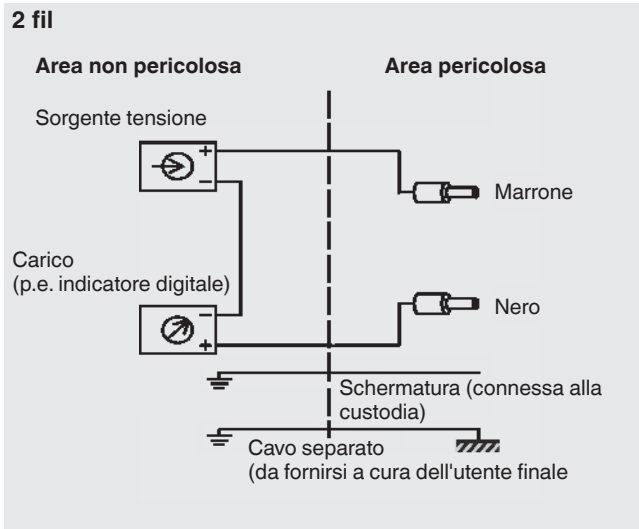 2 fil
Area non pericolosa
Area pericolosa
Sorgente tensione
+
−
Marrone
Carico
(p.e. indicatore digitale)
−
+
Nero
Schermatura (connessa alla
custodia)
Cavo separato
(da fornirsi a cura dell'utente finale